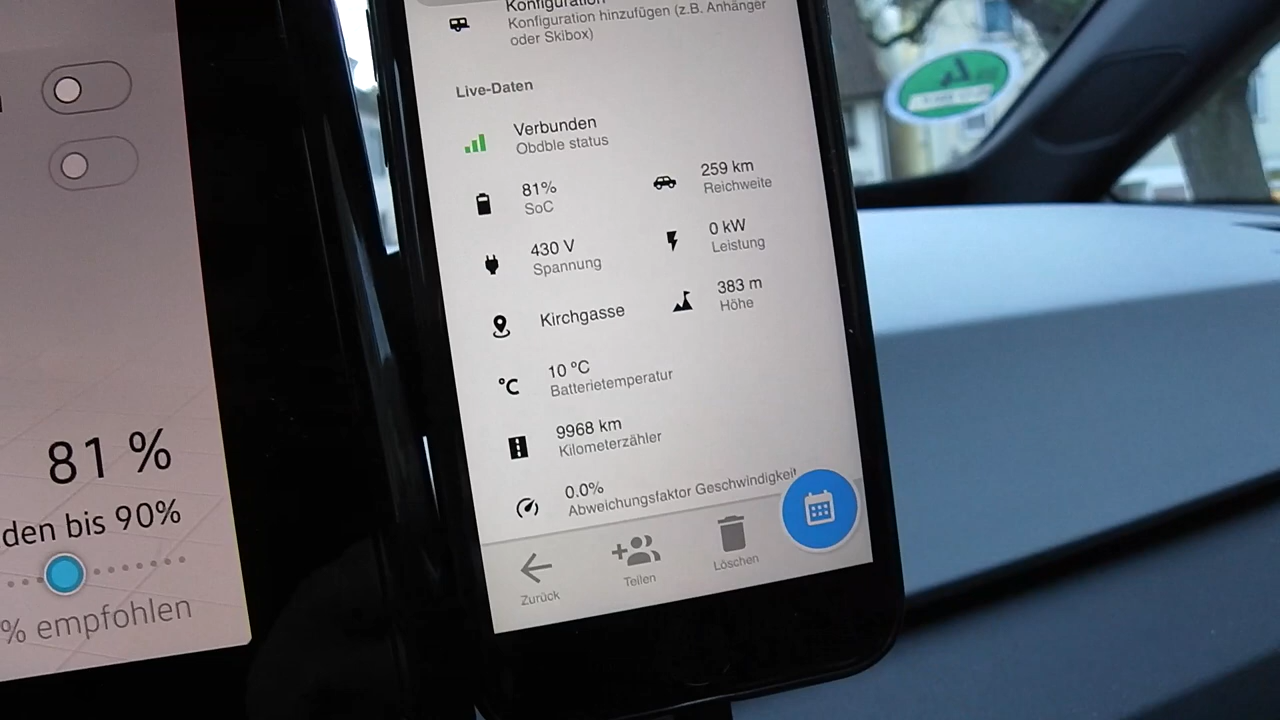 Konfiguration
Konfiguration hinzufügen (z.B. Anhänger
oder Skibox)
Live-Daten
Verbunden
Obdble status
81%
SoC
259 km
Reichweite
430 V
Spannung
0 kW
Leistung
Kirchgasse
383 m
Höhe
°C
10 °C
Batterietemperatur
9968 km
Kilometerzähler
0.0%
Abweichungsfaktor Geschwindigkeit
Zurück
Teilen
Löschen
81 %
den bis 90%
% empfohlen